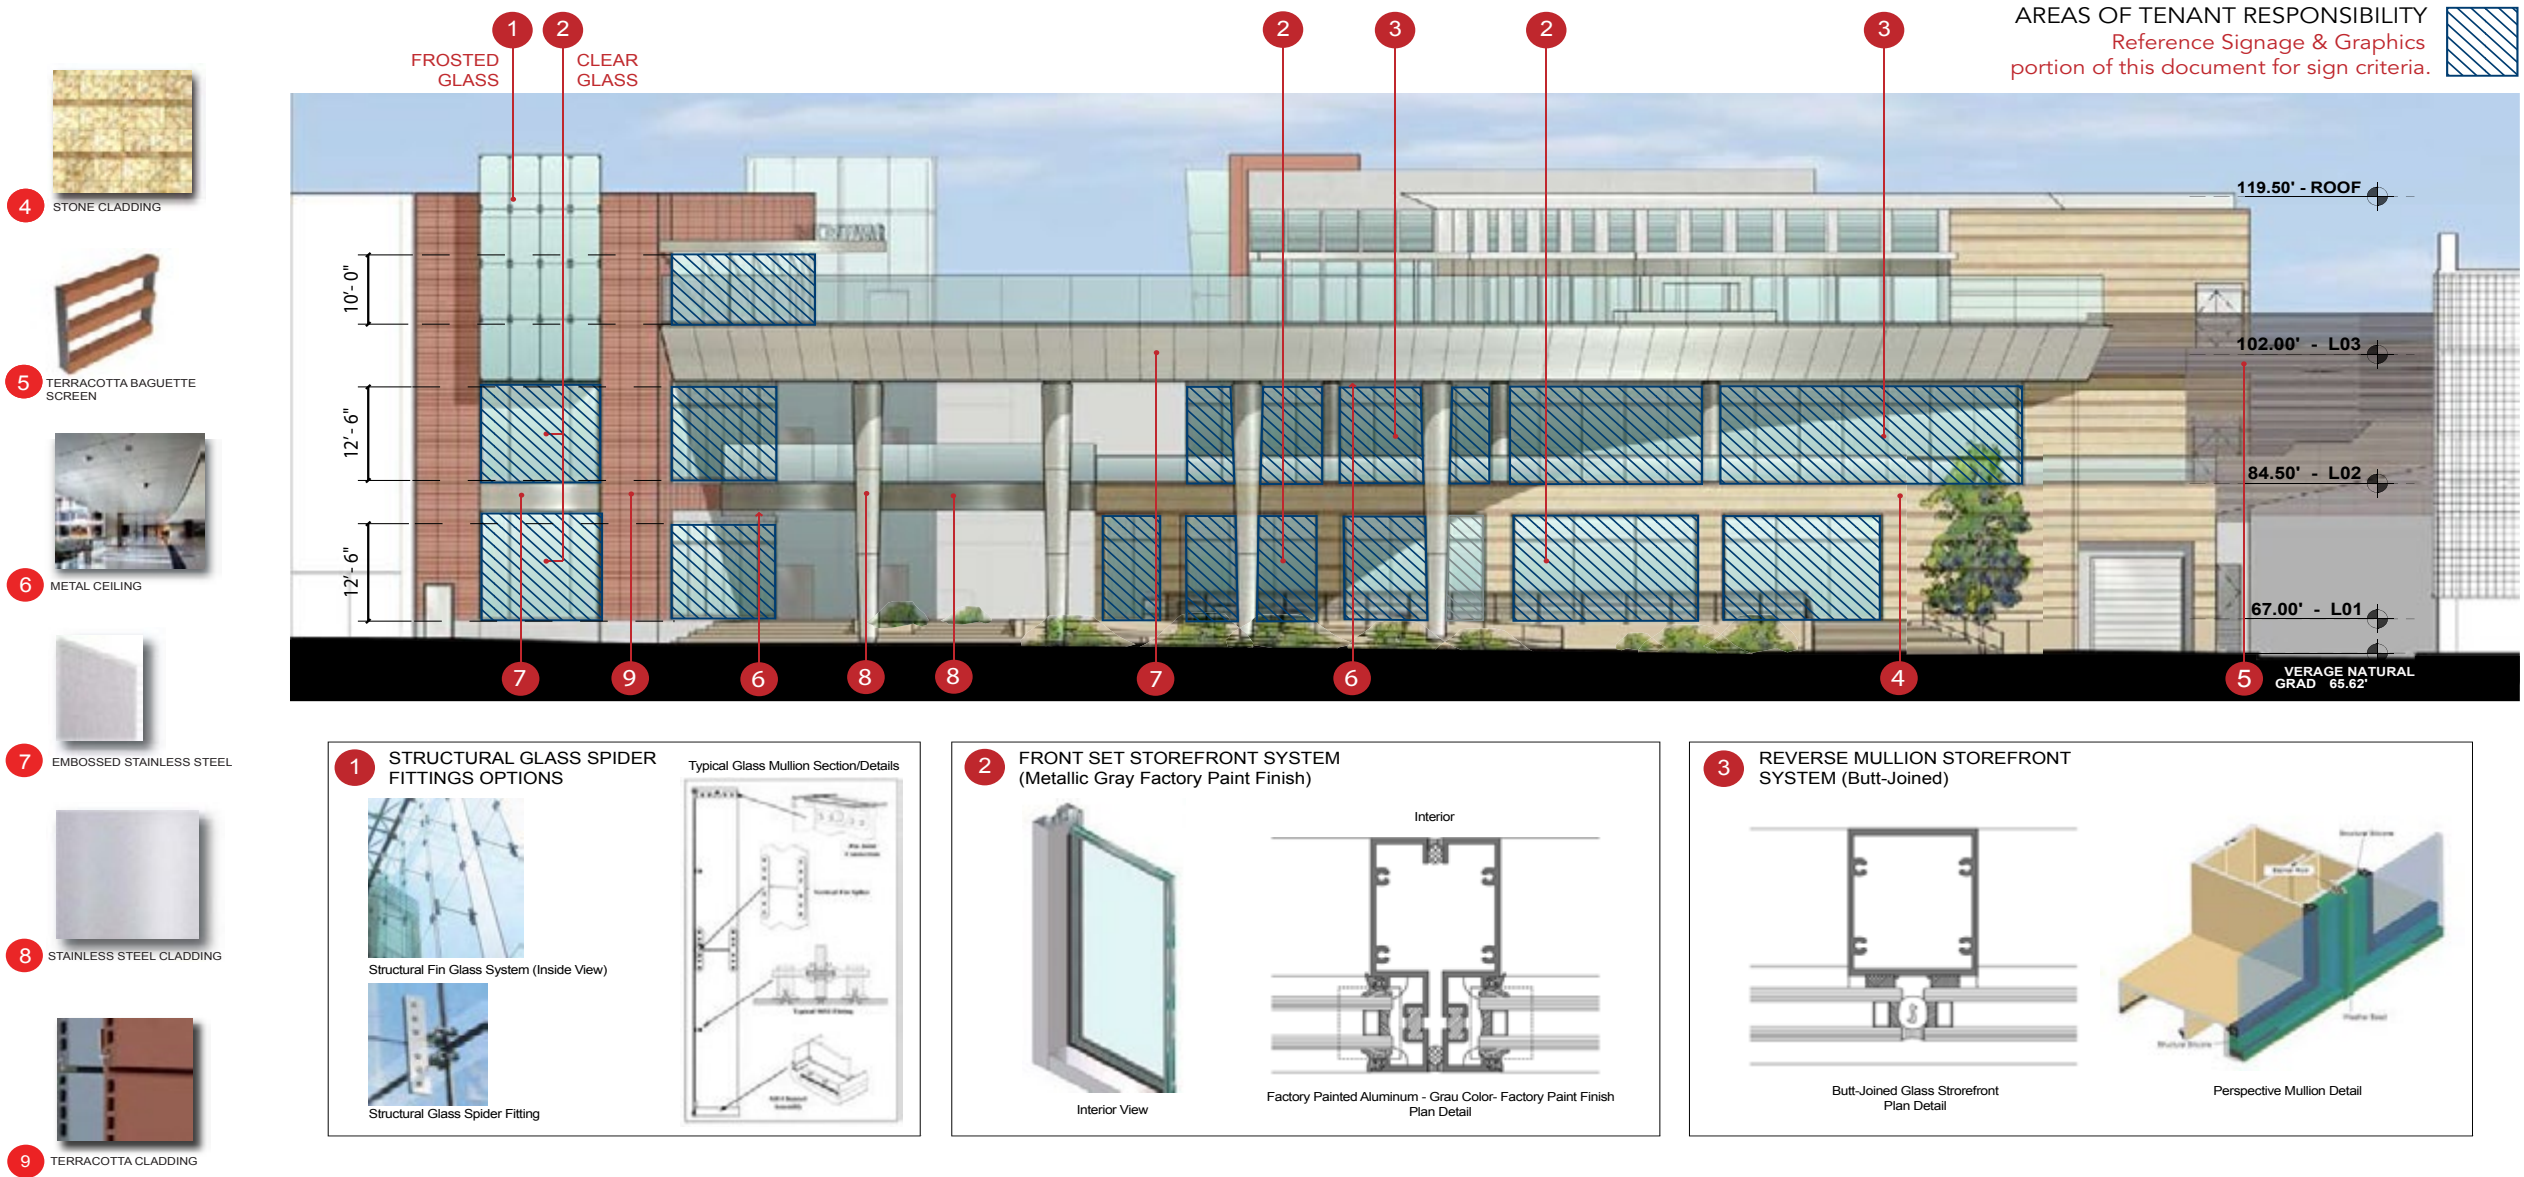 AREAS OF TENANT RESPONSIBILITY
Reference Signage & Graphics
portion of this document for sign criteria.
1
2
2
3
2
3
FROSTED
GLASS
CLEAR
GLASS
4
STONE CLADDING
5
TERRACOTTA BAGUETTE
SCREEN
6
METAL CEILING
7
EMBOSSED STAINLESS STEEL
8
STAINLESS STEEL CLADDING
9
TERRACOTTA CLADDING
10'- 0"
12'- 6"
12'- 6"
119.50' - ROOF
102.00' - L03
84.50' - L02
67.00' - L01
VERAGE NATURAL
GRAD 65.62'
7
9
6
8
8
7
6
4
5
1
STRUCTURAL GLASS SPIDER
FITTINGS OPTIONS
Typical Glass Mullion Section/Details
Structural Fin Glass System (Inside View)
Structural Glass Spider Fitting
2
FRONT SET STOREFRONT SYSTEM
(Metallic Gray Factory Paint Finish)
Interior
Interior View
Factory Painted Aluminum - Grau Color- Factory Paint Finish
Plan Detail
3
REVERSE MULLION STOREFRONT
SYSTEM (Butt-Joined)
Structural Silicone
Structural Silicone
Butt-Joined Glass Strorefront
Plan Detail
Perspective Mullion Detail